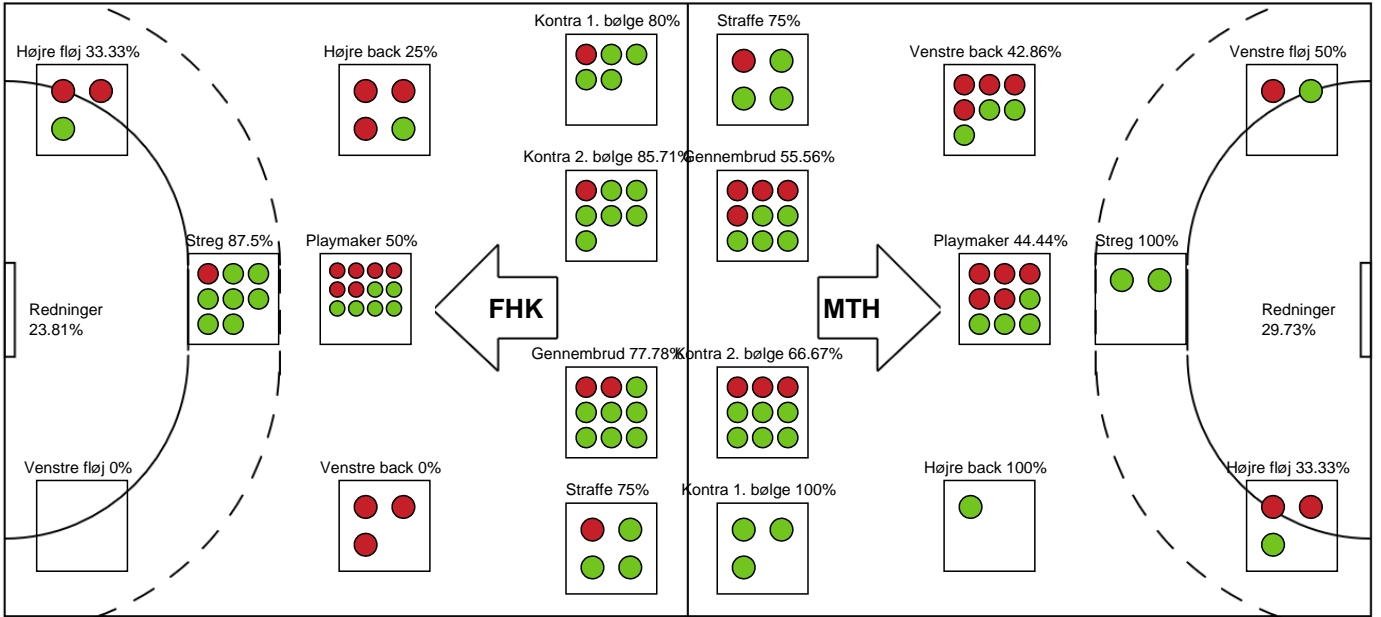 Kontra 1. bølge 80%
Straffe 75%
Højre fløj 33.33%
Højre back 25%
Venstre back 42.86%
Venstre fløj 50%
Kontra 2. bølge 85.71%
Gennembrud 55.56%
Streg 87.5%
Playmaker 50%
Playmaker 44.44%
Streg 100%
Redninger
23.81%
FHK
MTH
Redninger
29.73%
Gennembrud 77.78%
Kontra 2. bølge 66.67%
Venstre fløj 0%
Venstre back 0%
Højre back 100%
Højre fløj 33.33%
Straffe 75%
Kontra 1. bølge 100%